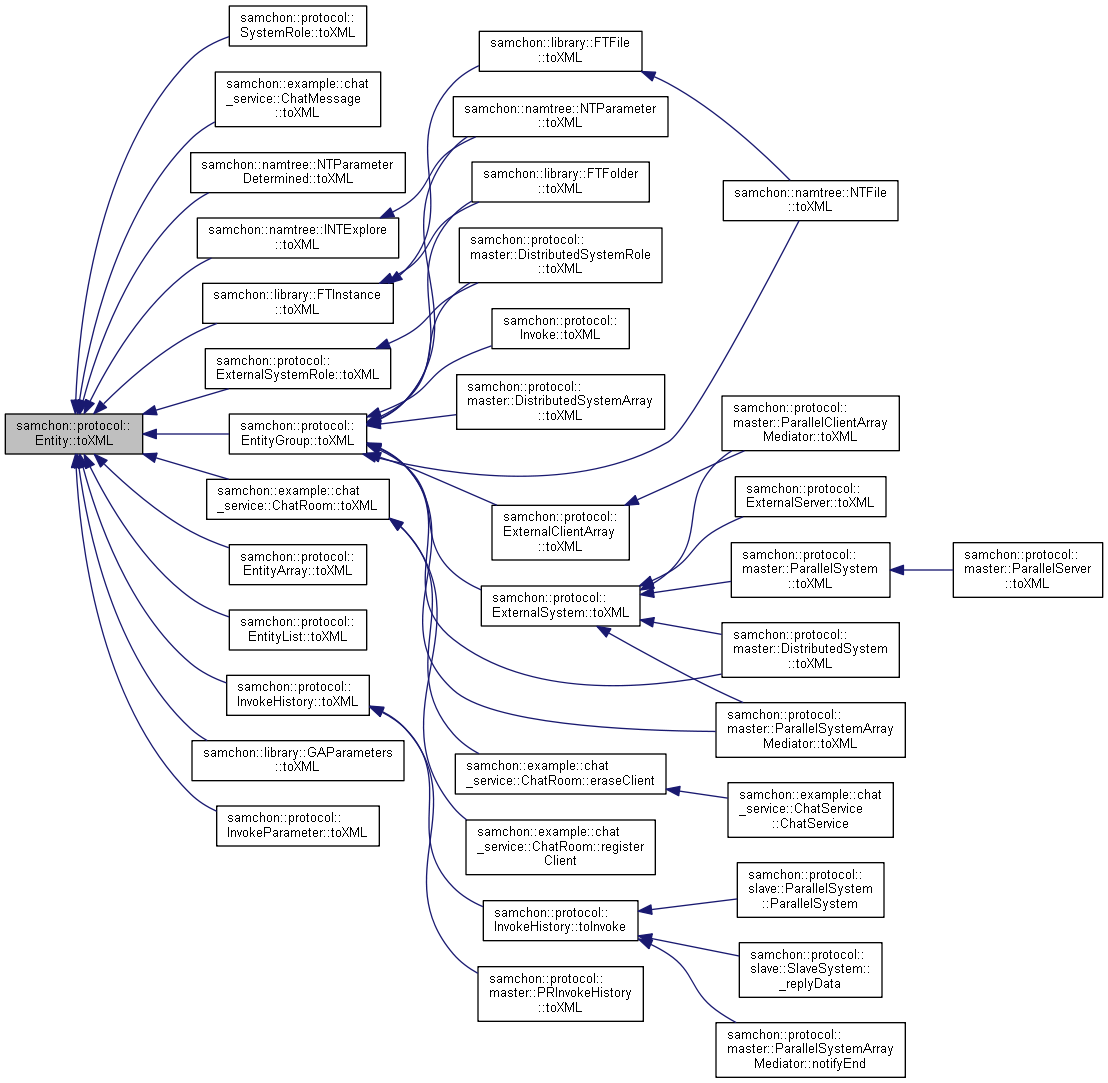 samchon::protocol::
Entity::toXML
samchon::protocol::
SystemRole::toXML
samchon::example::chat
_service::ChatMessage
::toXML
samchon::namtree::NTParameter
Determined::toXML
samchon::namtree::INTExplore
::toXML
samchon::library::FTInstance
::toXML
samchon::protocol::
ExternalSystemRole::toXML
samchon::protocol::
EntityGroup::toXML
samchon::example::chat
_service::ChatRoom::toXML
samchon::protocol::
EntityArray::toXML
samchon::protocol::
EntityList::toXML
samchon::protocol::
InvokeHistory::toXML
samchon::library::GAParameters
::toXML
samchon::protocol::
InvokeParameter::toXML
samchon::library::FTFile
::toXML
samchon::namtree::NTParameter
::toXML
samchon::library::FTFolder
::toXML
samchon::protocol::
master::DistributedSystemRole
::toXML
samchon::protocol::
Invoke::toXML
samchon::protocol::
master::DistributedSystemArray
::toXML
samchon::protocol::
ExternalClientArray
::toXML
samchon::protocol::
ExternalSystem::toXML
samchon::example::chat
_service::ChatRoom::eraseClient
samchon::example::chat
_service::ChatRoom::register
Client
samchon::protocol::
InvokeHistory::toInvoke
samchon::protocol::
master::PRInvokeHistory
::toXML
samchon::namtree::NTFile
::toXML
samchon::protocol::
master::ParallelClientArray
Mediator::toXML
samchon::protocol::
ExternalServer::toXML
samchon::protocol::
master::ParallelSystem
::toXML
samchon::protocol::
master::DistributedSystem
::toXML
samchon::protocol::
master::ParallelSystemArray
Mediator::toXML
samchon::example::chat
_service::ChatService
::ChatService
samchon::protocol::
slave::ParallelSystem
::ParallelSystem
samchon::protocol::
slave::SlaveSystem::
_replyData
samchon::protocol::
master::ParallelSystemArray
Mediator::notifyEnd
samchon::protocol::
master::ParallelServer
::toXML